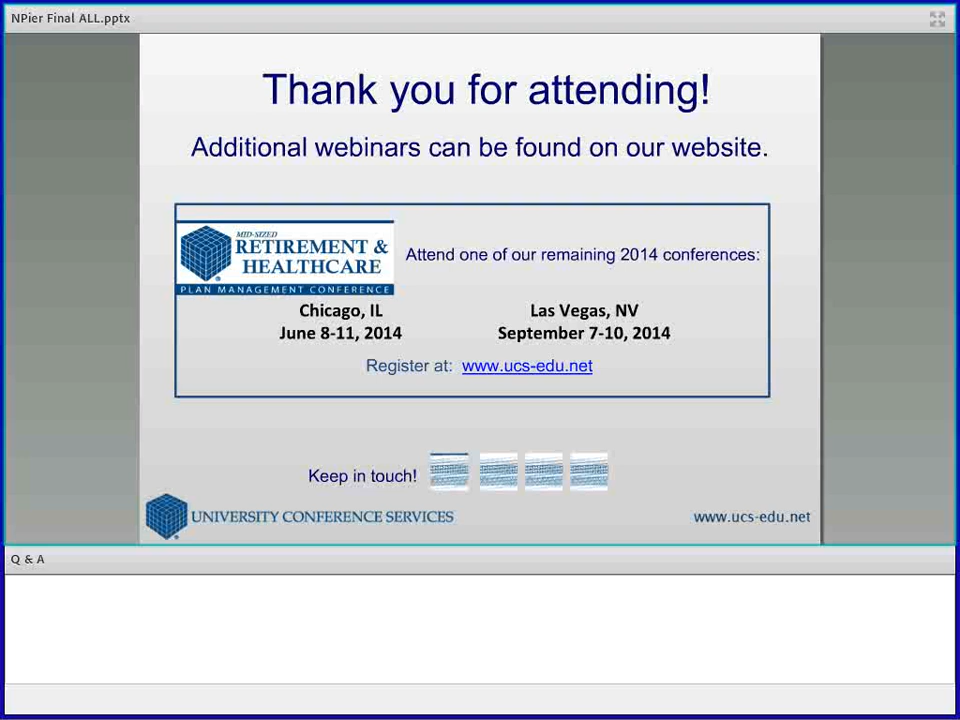 NPier Final ALL.pptx
Thank you for attending!
Additional webinars can be found on our website.
MID-SIZED
RETIREMENT &
HEALTHCARE
PLAN MANAGEMENT CONFERENCE
Attend one of our remaining 2014 conferences:
Chicago, IL
June 8-11, 2014
Las Vegas, NV
September 7-10, 2014
Register at: www.ucs-edu.net
Keep in touch!
UNIVERSITY CONFERENCE SERVICES
www.ucs-edu.net
Q & A